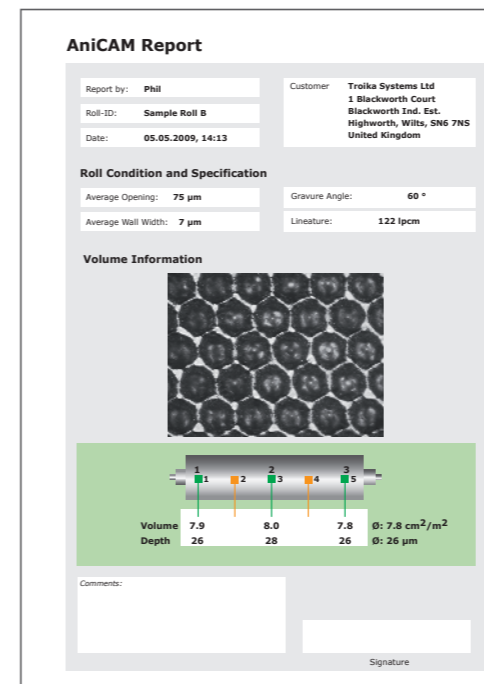 AniCAM Report
Report by: Phil
Roll-ID: Sample Roll B
Date: 05.05.2009, 14:13
Customer Troika Systems Ltd
1 Blackworth Court
Blackworth Ind. Est.
Highworth, Wilts, SN6 7NS
United Kingdom
Roll Condition and Specification
Average Opening: 75 µm
Gravure Angle: 60 °
Average Wall Width: 7 µm
Lineature: 122 lpcm
Volume Information
1 2 3
1 2 3 4 5
Volume 7.9 8.0 7.8 Ø: 7.8 cm2/m2
Depth 26 28 26 Ø: 26 µm
Comments:
Signature